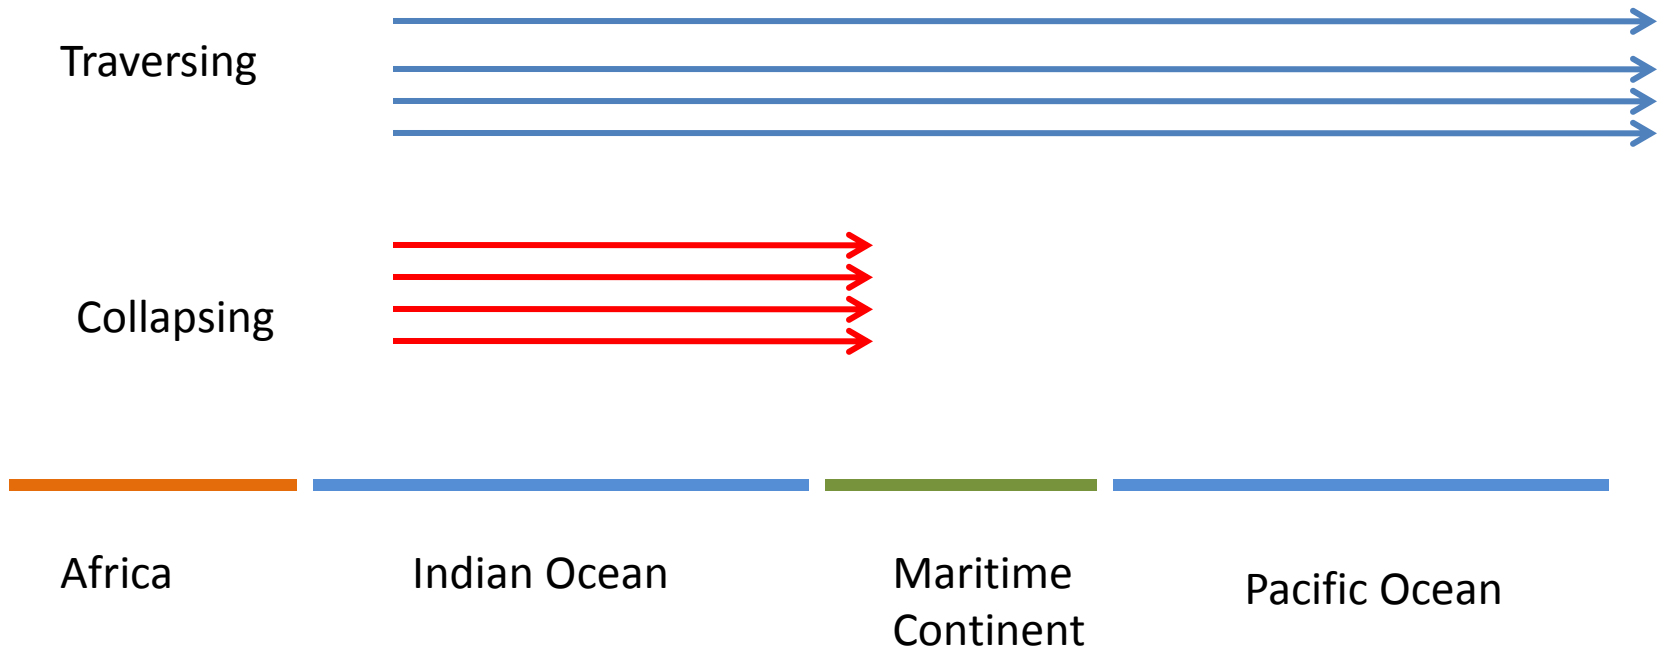 Traversing
Collapsing
Africa
Indian Ocean
Maritime
Continent
Pacific Ocean